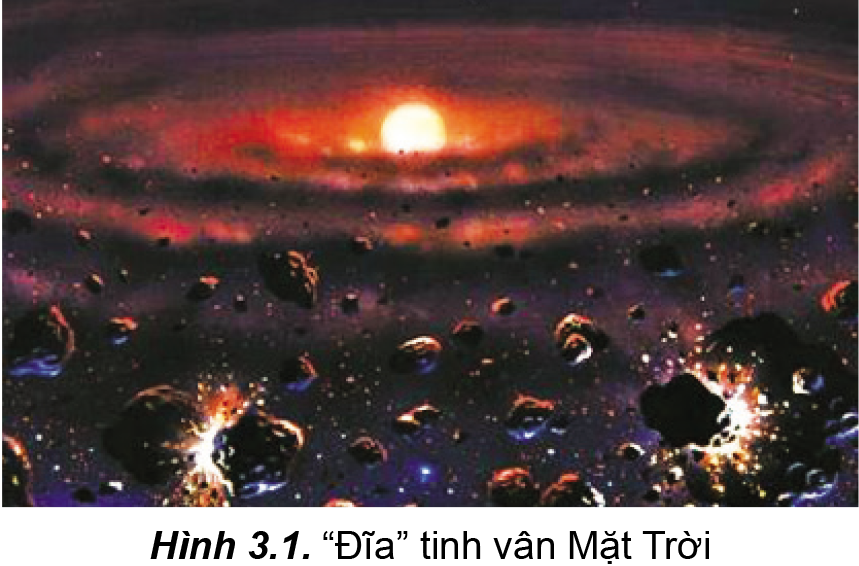 Hình 3.1. “Đĩa” tinh vân Mặt Trời